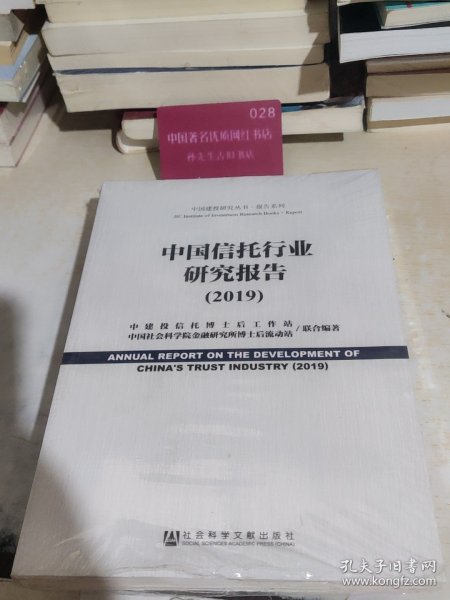 028
中国著名优质网红书店
孙先生古旧书店
中国建投研究丛书·报告系列
JIC Institute of Investment Research Books · Report
中国信托行业
研究报告
(2019)
中建投信托博士后工作站
中国社会科学院金融研究所博士后流动站
/联合编著
ANNUAL REPORT ON THE DEVELOPMENT OF
CHINA'S TRUST INDUSTRY (2019)
社会科学文献出版社
SOCIAL SCIENCES ACADEMIC PRESS (CHINA)
孔夫子旧书网
www.kongfz.com